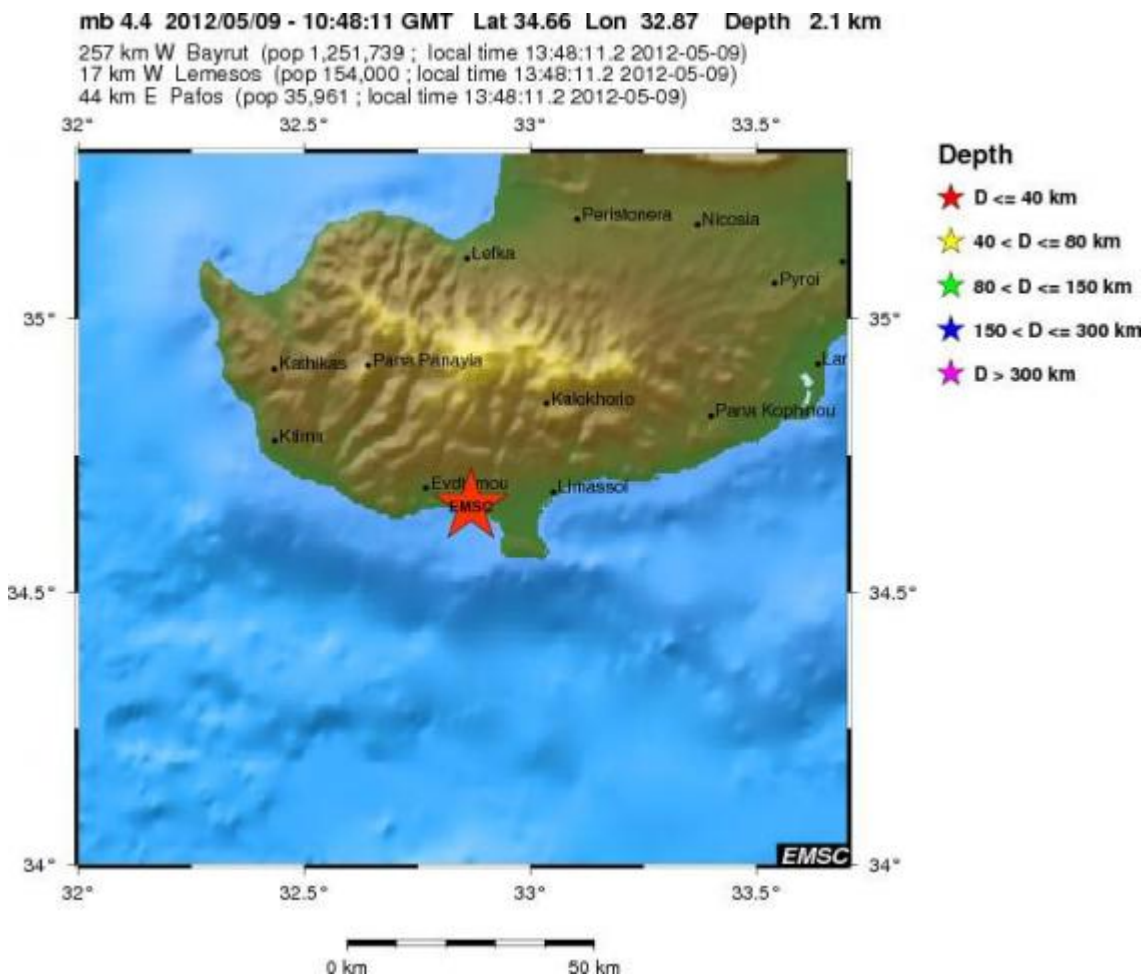 mb 4.4 2012/05/09 - 10:48:11 GMT Lat 34.66 Lon 32.87 Depth 2.1 km
257 km W Bayrut (pop 1,251,739 ; local time 13:48:11.2 2012-05-09)
17 km W Lemesos (pop 154,000 ; local time 13:48:11.2 2012-05-09)
44 km E Pafos (pop 35,961 ; local time 13:48:11.2 2012-05-09)
32° 32.5° 33° 33.5°
Depth
D <= 40 km
40 < D <= 80 km
80 < D <= 150 km
150 < D <= 300 km
D > 300 km
Peristonera Nicosia
Lefka
Pyroi
35° 35°
Kathikas Pana Panayia Lar
Kalokhorio
Pana Kophinou
Ktima
Evdhimou Limassol
EMSC
34.5° 34.5°
EMSC
34° 34°
32° 32.5° 33° 33.5°
0 km 50 km